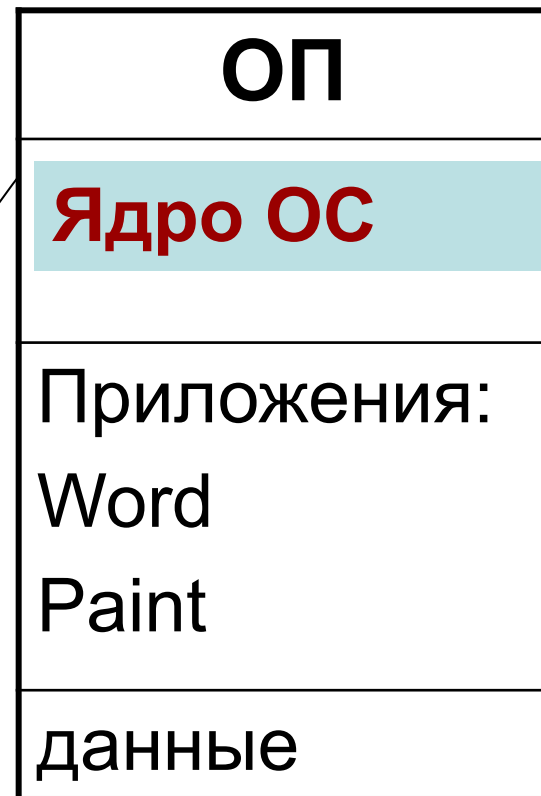 ОП
Ядро ОС
Приложения:
Word
Paint
данные